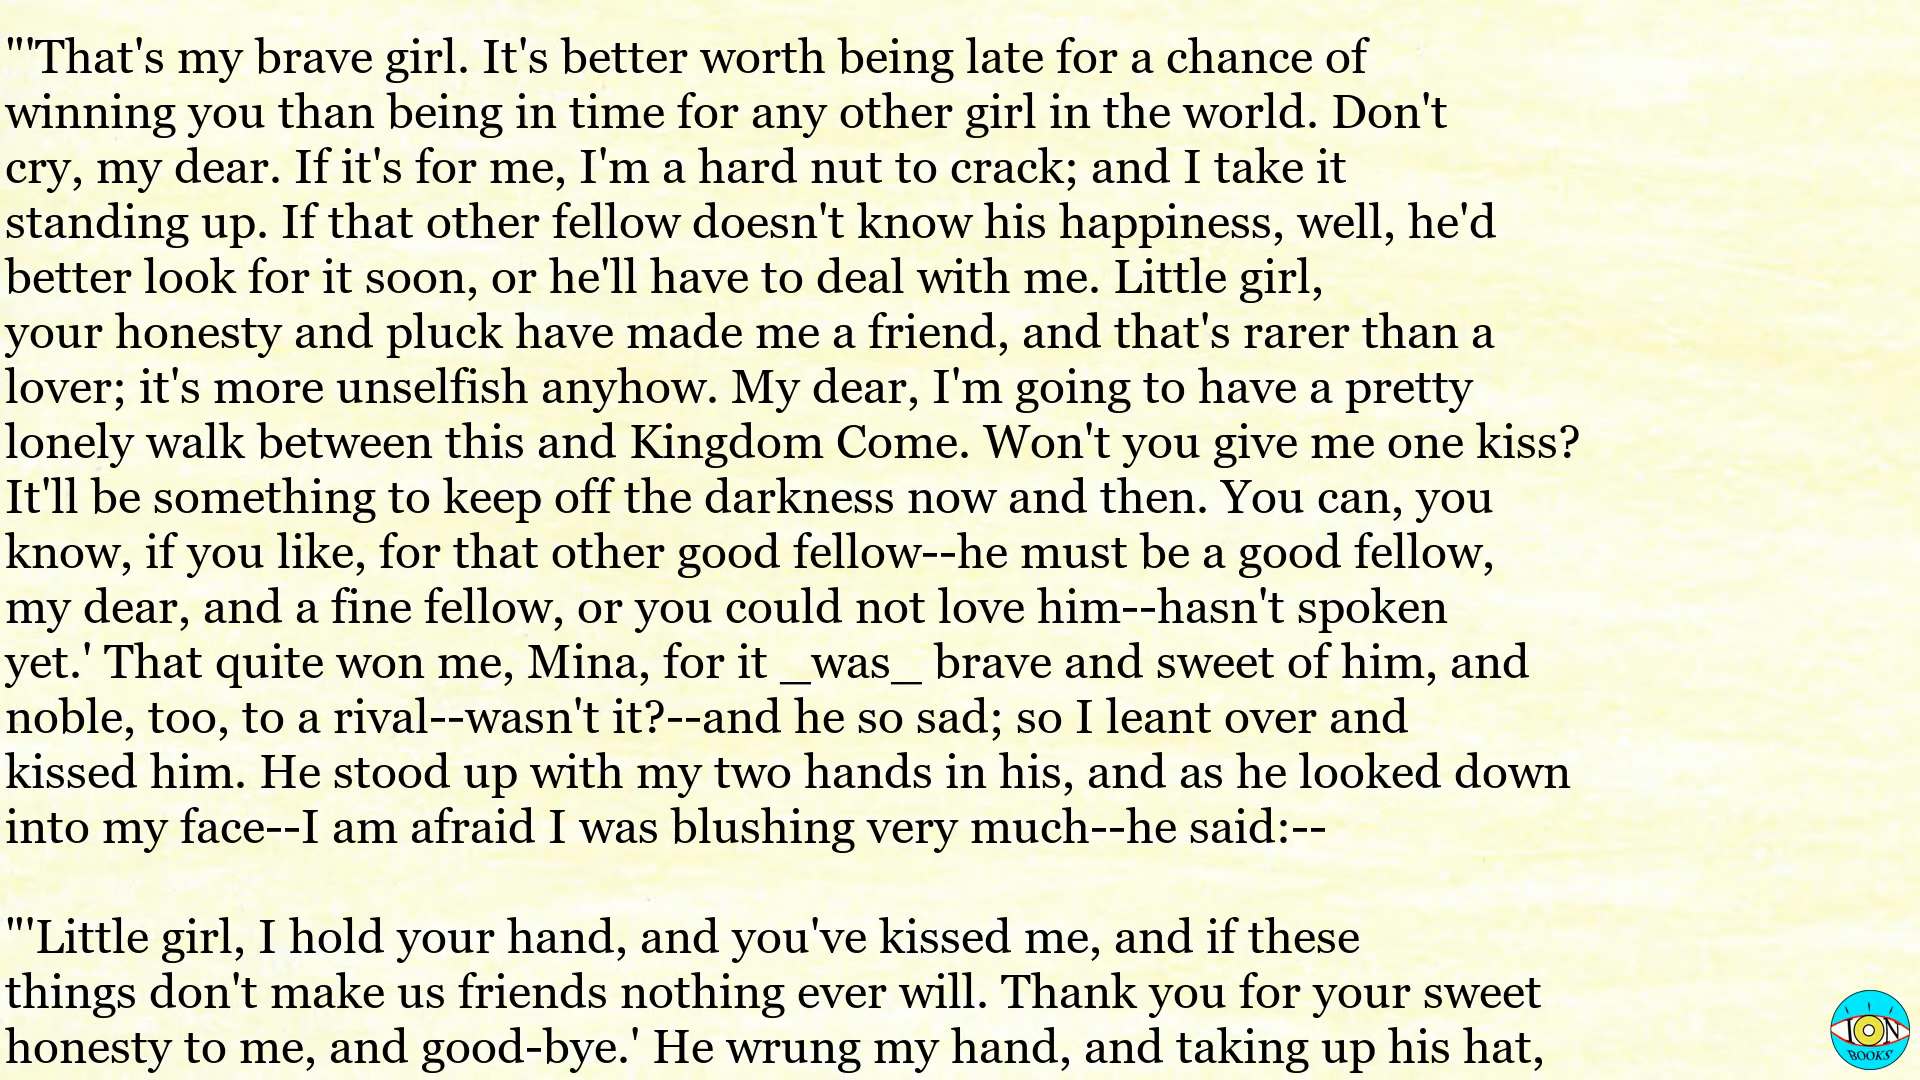 "'That's my brave girl. It's better worth being late for a chance of
winning you than being in time for any other girl in the world. Don't
cry, my dear. If it's for me, I'm a hard nut to crack; and I take it
standing up. If that other fellow doesn't know his happiness, well, he'd
better look for it soon, or he'll have to deal with me. Little girl,
your honesty and pluck have made me a friend, and that's rarer than a
lover; it's more unselfish anyhow. My dear, I'm going to have a pretty
lonely walk between this and Kingdom Come. Won't you give me one kiss?
It'll be something to keep off the darkness now and then. You can, you
know, if you like, for that other good fellow--he must be a good fellow,
my dear, and a fine fellow, or you could not love him--hasn't spoken
yet.' That quite won me, Mina, for it _was_ brave and sweet of him, and
noble, too, to a rival--wasn't it?--and he so sad; so I leant over and
kissed him. He stood up with my two hands in his, and as he looked down
into my face--I am afraid I was blushing very much--he said:--
"'Little girl, I hold your hand, and you've kissed me, and if these
things don't make us friends nothing ever will. Thank you for your sweet
honesty to me, and good-bye.' He wrung my hand, and taking up his hat,
ION
BOOKS